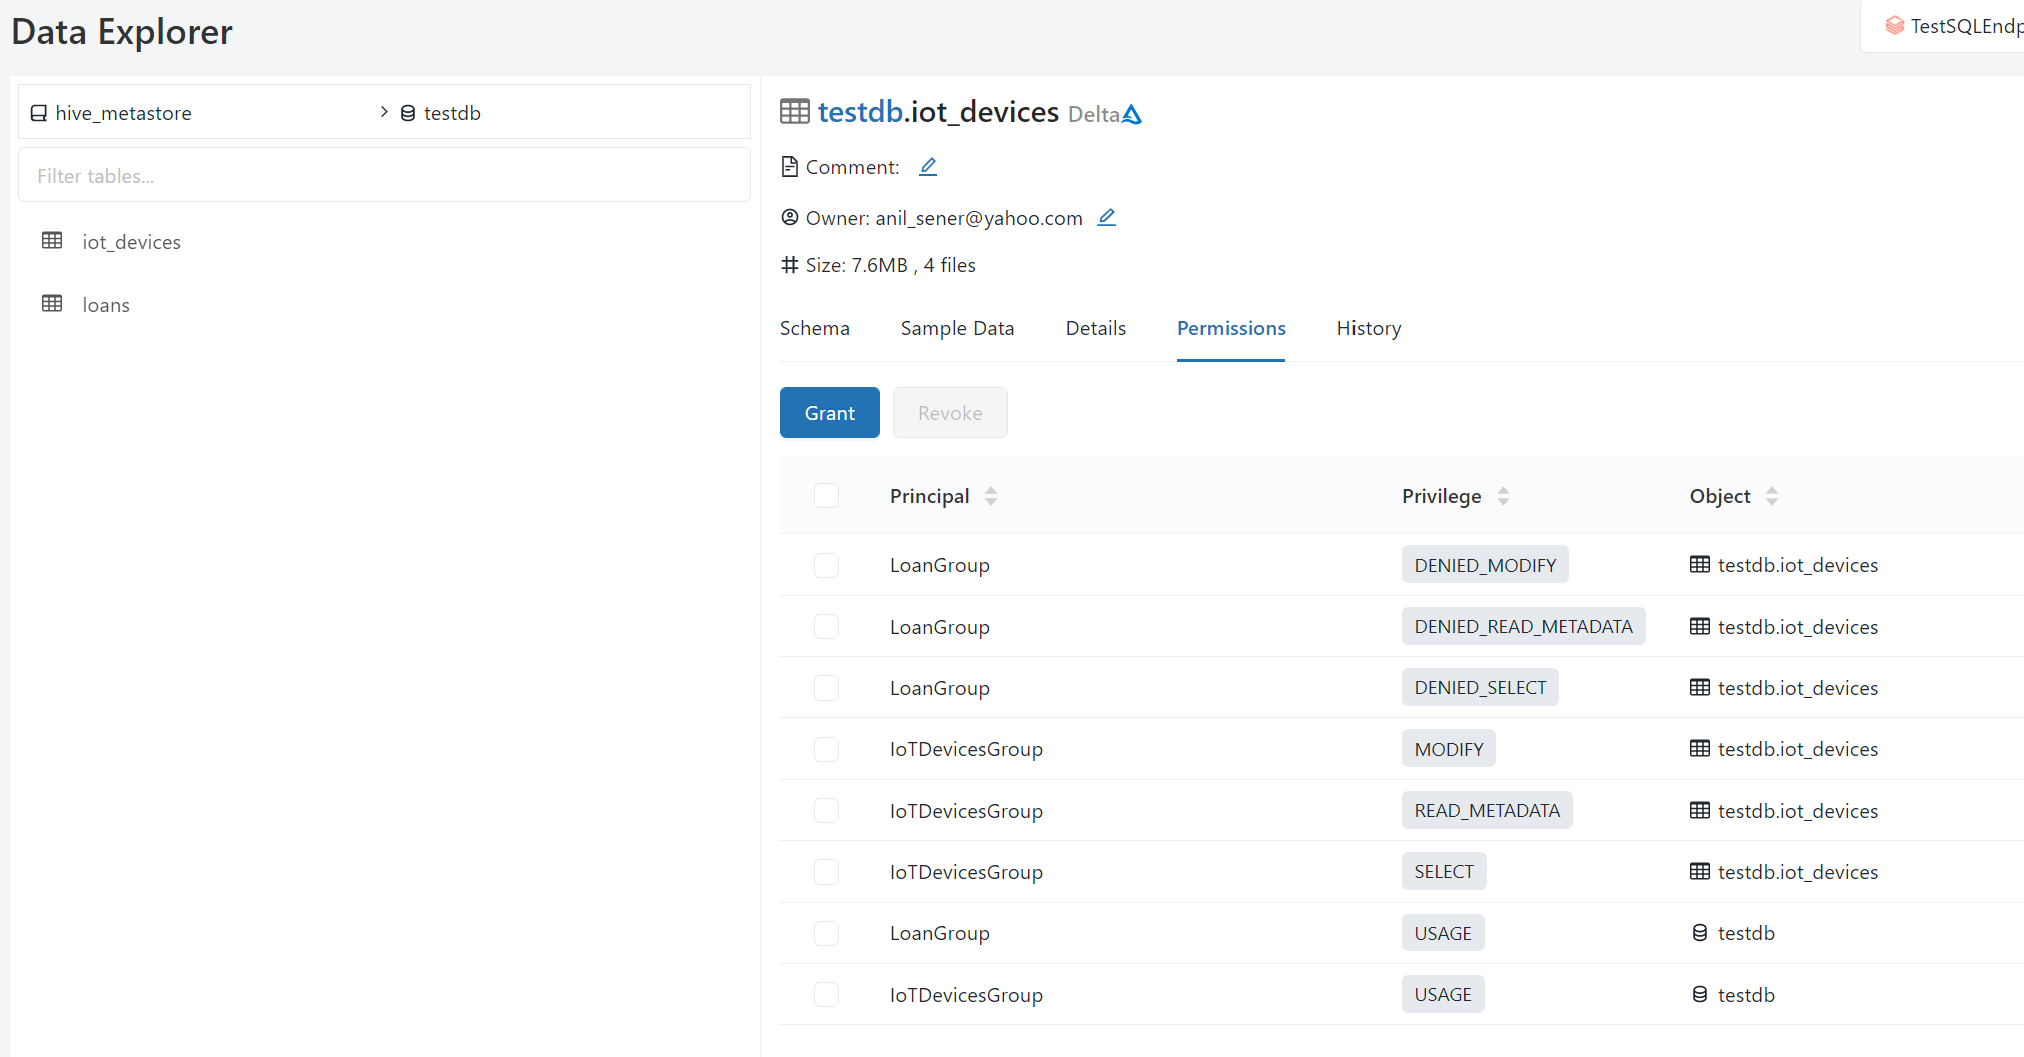 Data Explorer
TestSQLEndp
hive_metastore > testdb
Filter tables...
iot_devices
loans
testdb.iot_devices Delta
Comment:
Owner: anil_sener@yahoo.com
Size: 7.6MB , 4 files
Schema Sample Data Details Permissions History
Grant Revoke
Principal Privilege Object
LoanGroup DENIED_MODIFY testdb.iot_devices
LoanGroup DENIED_READ_METADATA testdb.iot_devices
LoanGroup DENIED_SELECT testdb.iot_devices
IoTDevicesGroup MODIFY testdb.iot_devices
IoTDevicesGroup READ_METADATA testdb.iot_devices
IoTDevicesGroup SELECT testdb.iot_devices
LoanGroup USAGE testdb
IoTDevicesGroup USAGE testdb